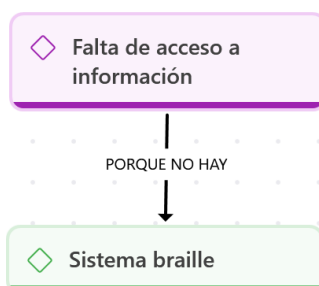 Falta de acceso a
información
PORQUE NO HAY
Sistema braille